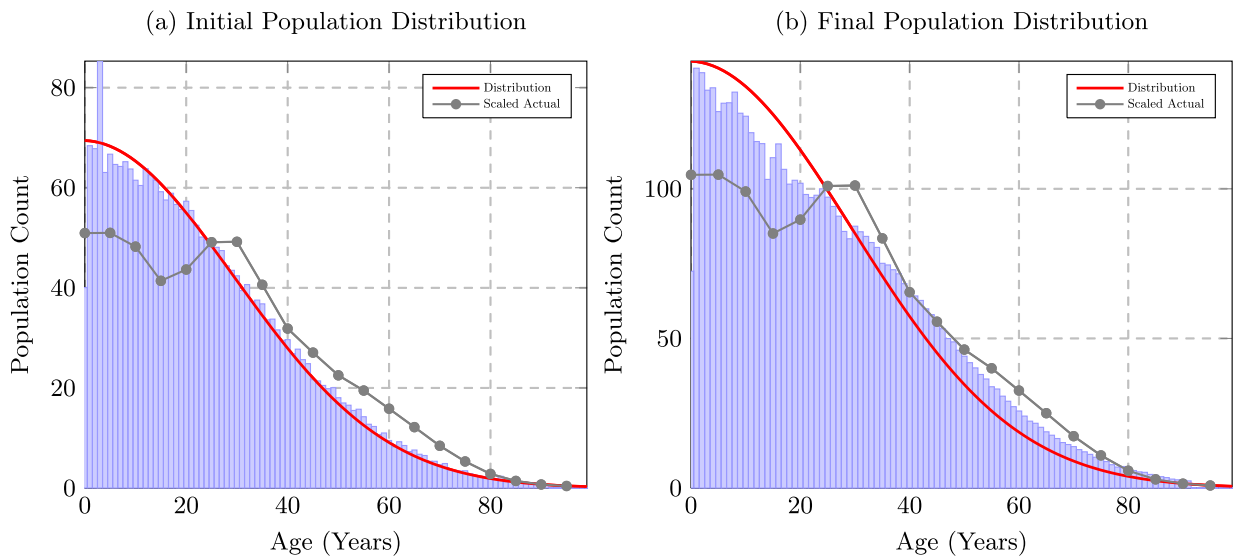 (a) Initial Population Distribution
80
60
40
20
0
0 20 40 60 80
Population Count
Age (Years)
Distribution
Scaled Actual
(b) Final Population Distribution
100
50
0
0 20 40 60 80
Population Count
Age (Years)
Distribution
Scaled Actual